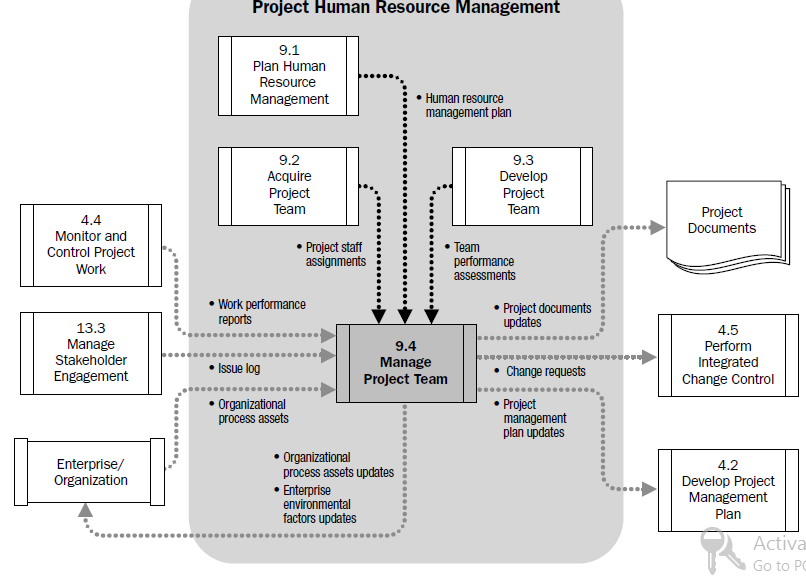 Project Human Resource Management
9.1
Plan Human
Resource
Management
• Human resource
management plan
9.2
Acquire
Project
Team
9.3
Develop
Project
Team
• Project staff
assignments
• Team
performance
assessments
4.4
Monitor and
Control Project
Work
Project
Documents
• Work performance
reports
• Project documents
updates
13.3
Manage
Stakeholder
Engagement
• Issue log
9.4
Manage
Project Team
• Change requests
4.5
Perform
Integrated
Change Control
• Organizational
process assets
• Project
management
plan updates
Enterprise/
Organization
• Organizational
process assets updates
• Enterprise
environmental
factors updates
4.2
Develop Project
Management
Plan
Activa
Go to PC